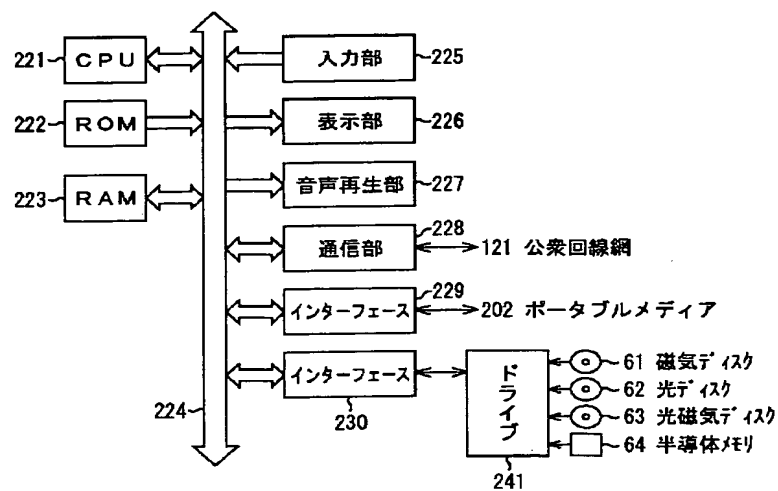 221 CPU
入力部 225
222 ROM
表示部 226
223 RAM
音声再生部 227
228
通信部 121 公衆回線網
229
インターフェース 202 ポータブルメディア
インターフェース
230
224
ドライブ
241
61 磁気ディスク
62 光ディスク
63 光磁気ディスク
64 半導体メモリ